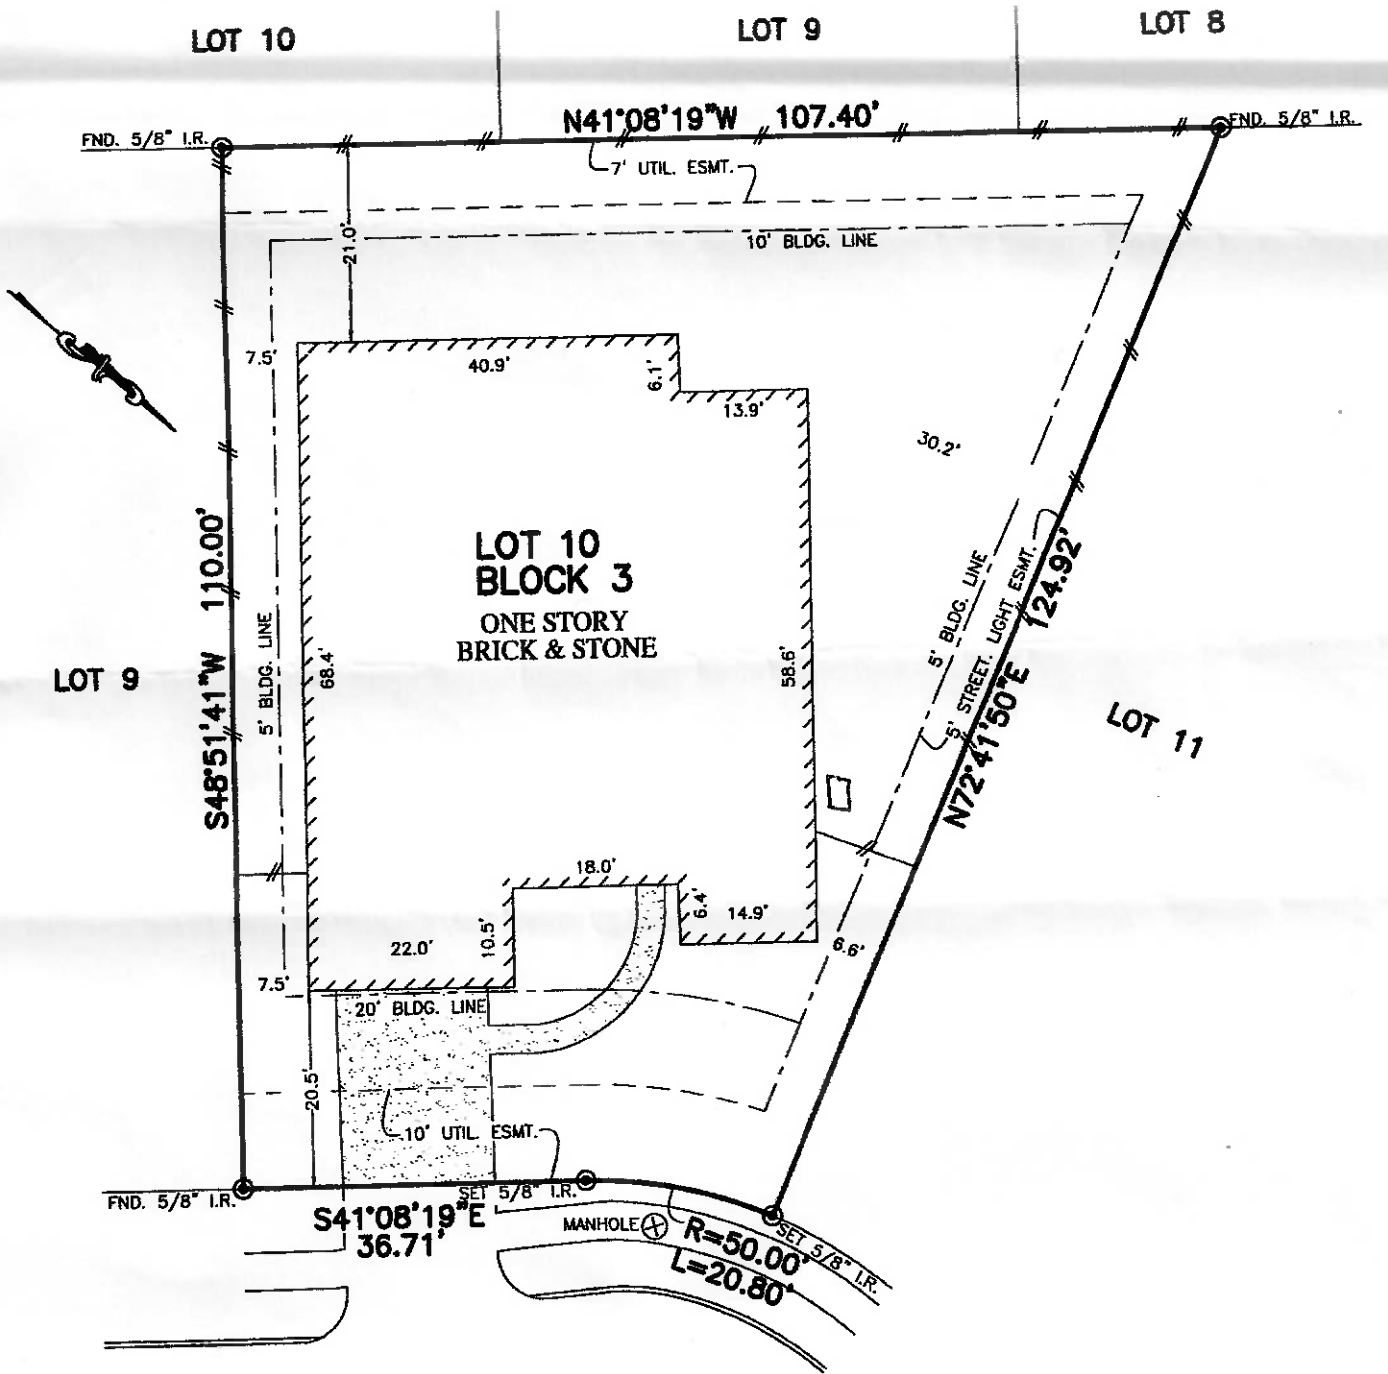 LOT 10
LOT 9
LOT 8
N41°08'19"W 107.40'
FND. 5/8" I.R.
FND. 5/8" I.R.
7' UTIL. ESMT.
10' BLDG. LINE
21.0'
7.5'
40.9'
6.1'
13.9'
30.2'
LOT 10
BLOCK 3
ONE STORY
BRICK & STONE
S48°51'41"W 110.00'
5' BLDG. LINE
68.4'
58.6'
5' BLDG. LINE
5' STREET. LIGHT ESMT.
N72°41'50"E 124.92'
LOT 9
LOT 11
18.0'
6.4'
14.9'
22.0'
10.5'
6.6'
7.5'
20' BLDG. LINE
20.5'
10' UTIL. ESMT.
FND. 5/8" I.R.
SET 5/8" I.R.
S41°08'19"E
36.71'
MANHOLE
R=50.00'
L=20.80'
SET 5/8" I.R.